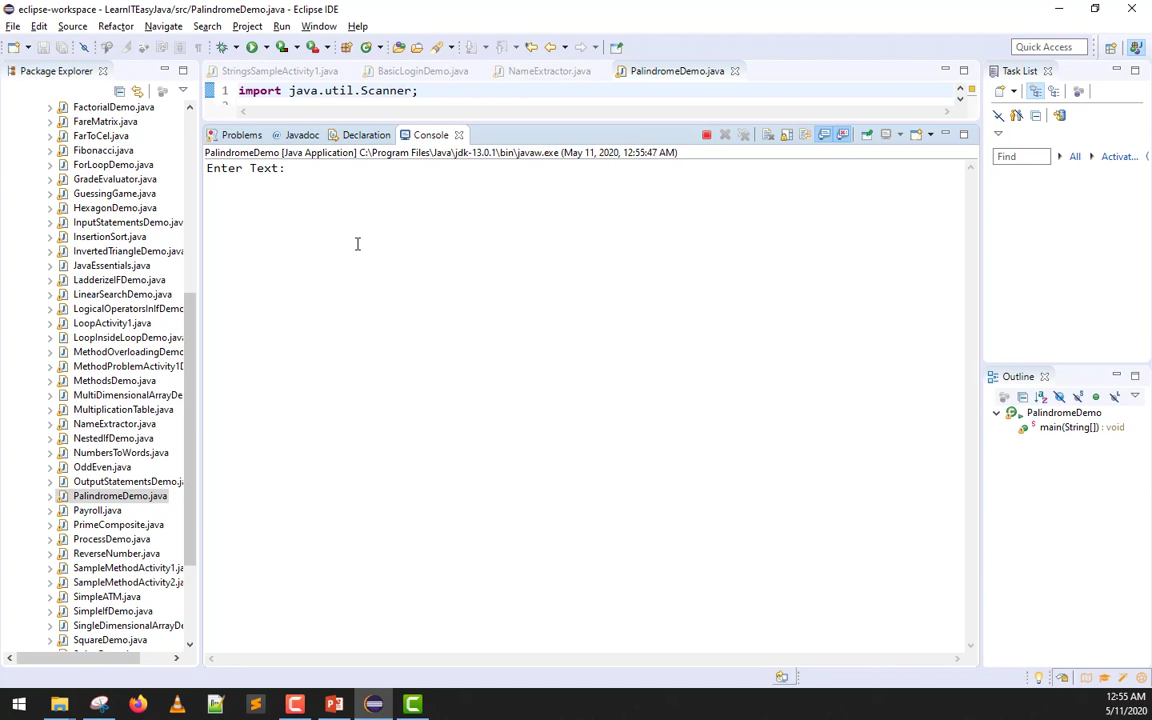 eclipse-workspace - LearnITEasyJava/src/PalindromeDemo.java - Eclipse IDE
File Edit Source Refactor Navigate Search Project Run Window Help
Quick Access
Package Explorer
StringsSampleActivity1.java BasicLoginDemo.java NameExtractor.java PalindromeDemo.java
Task List
1 import java.util.Scanner;
FactorialDemo.java
FareMatrix.java
FarToCel.java
Fibonacci.java
ForLoopDemo.java
GradeEvaluator.java
GuessingGame.java
HexagonDemo.java
InputStatementsDemo.jav
InsertionSort.java
InvertedTriangleDemo.java
JavaEssentials.java
LadderizeIFDemo.java
LinearSearchDemo.java
LogicalOperatorsInIfDemo
LoopActivity1.java
LoopInsideLoopDemo.java
MethodOverloadingDemo
MethodProblemActivity1D
MethodsDemo.java
MultiDimensionalArrayDe
MultiplicationTable.java
NameExtractor.java
NestedIfDemo.java
NumbersToWords.java
OddEven.java
OutputStatementsDemo.ja
PalindromeDemo.java
Payroll.java
PrimeComposite.java
ProcessDemo.java
ReverseNumber.java
SampleMethodActivity1.ja
SampleMethodActivity2.ja
SimpleATM.java
SimpleIfDemo.java
SingleDimensionalArrayDe
SquareDemo.java
Problems Javadoc Declaration Console
PalindromeDemo [Java Application] C:\Program Files\Java\jdk-13.0.1\bin\javaw.exe (May 11, 2020, 12:55:47 AM)
Enter Text:
Find All Activat...
Outline
PalindromeDemo
main(String[]) : void
12:55 AM
5/11/2020